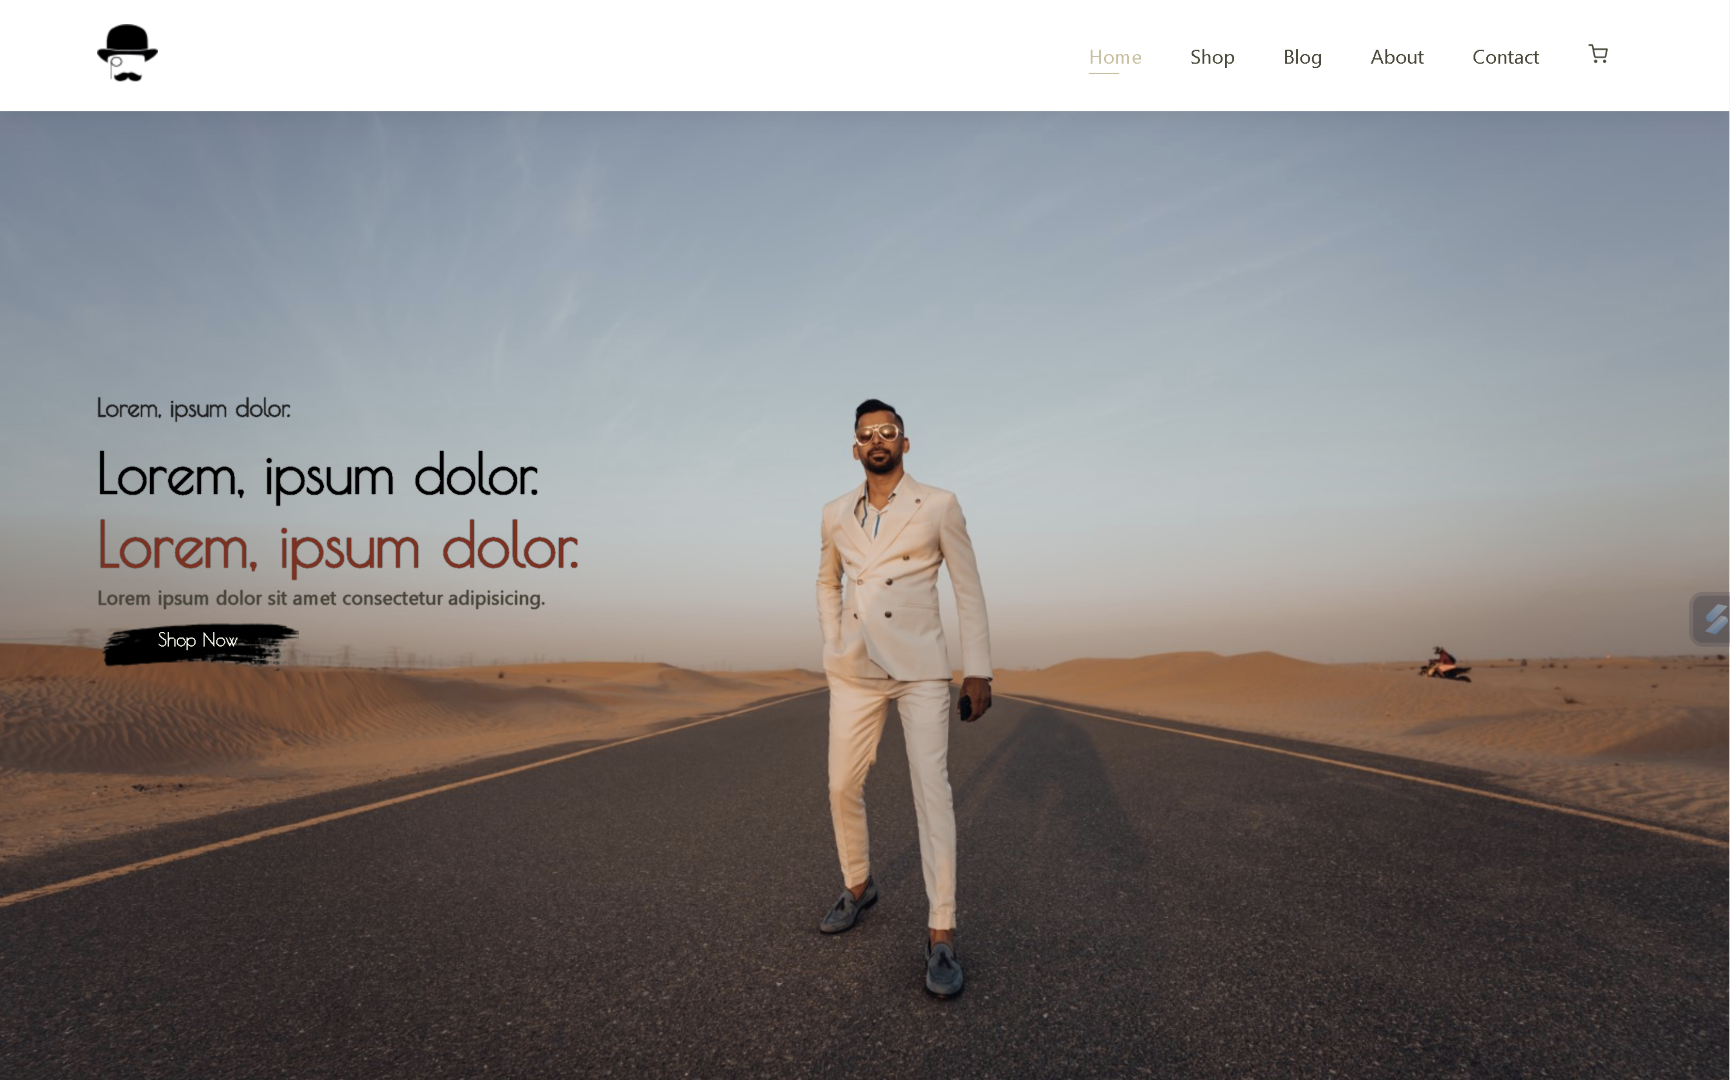 Home
Shop
Blog
About
Contact
Lorem, ipsum dolor.
Lorem, ipsum dolor.
Lorem, ipsum dolor.
Lorem ipsum dolor sit amet consectetur adipisicing.
Shop Now